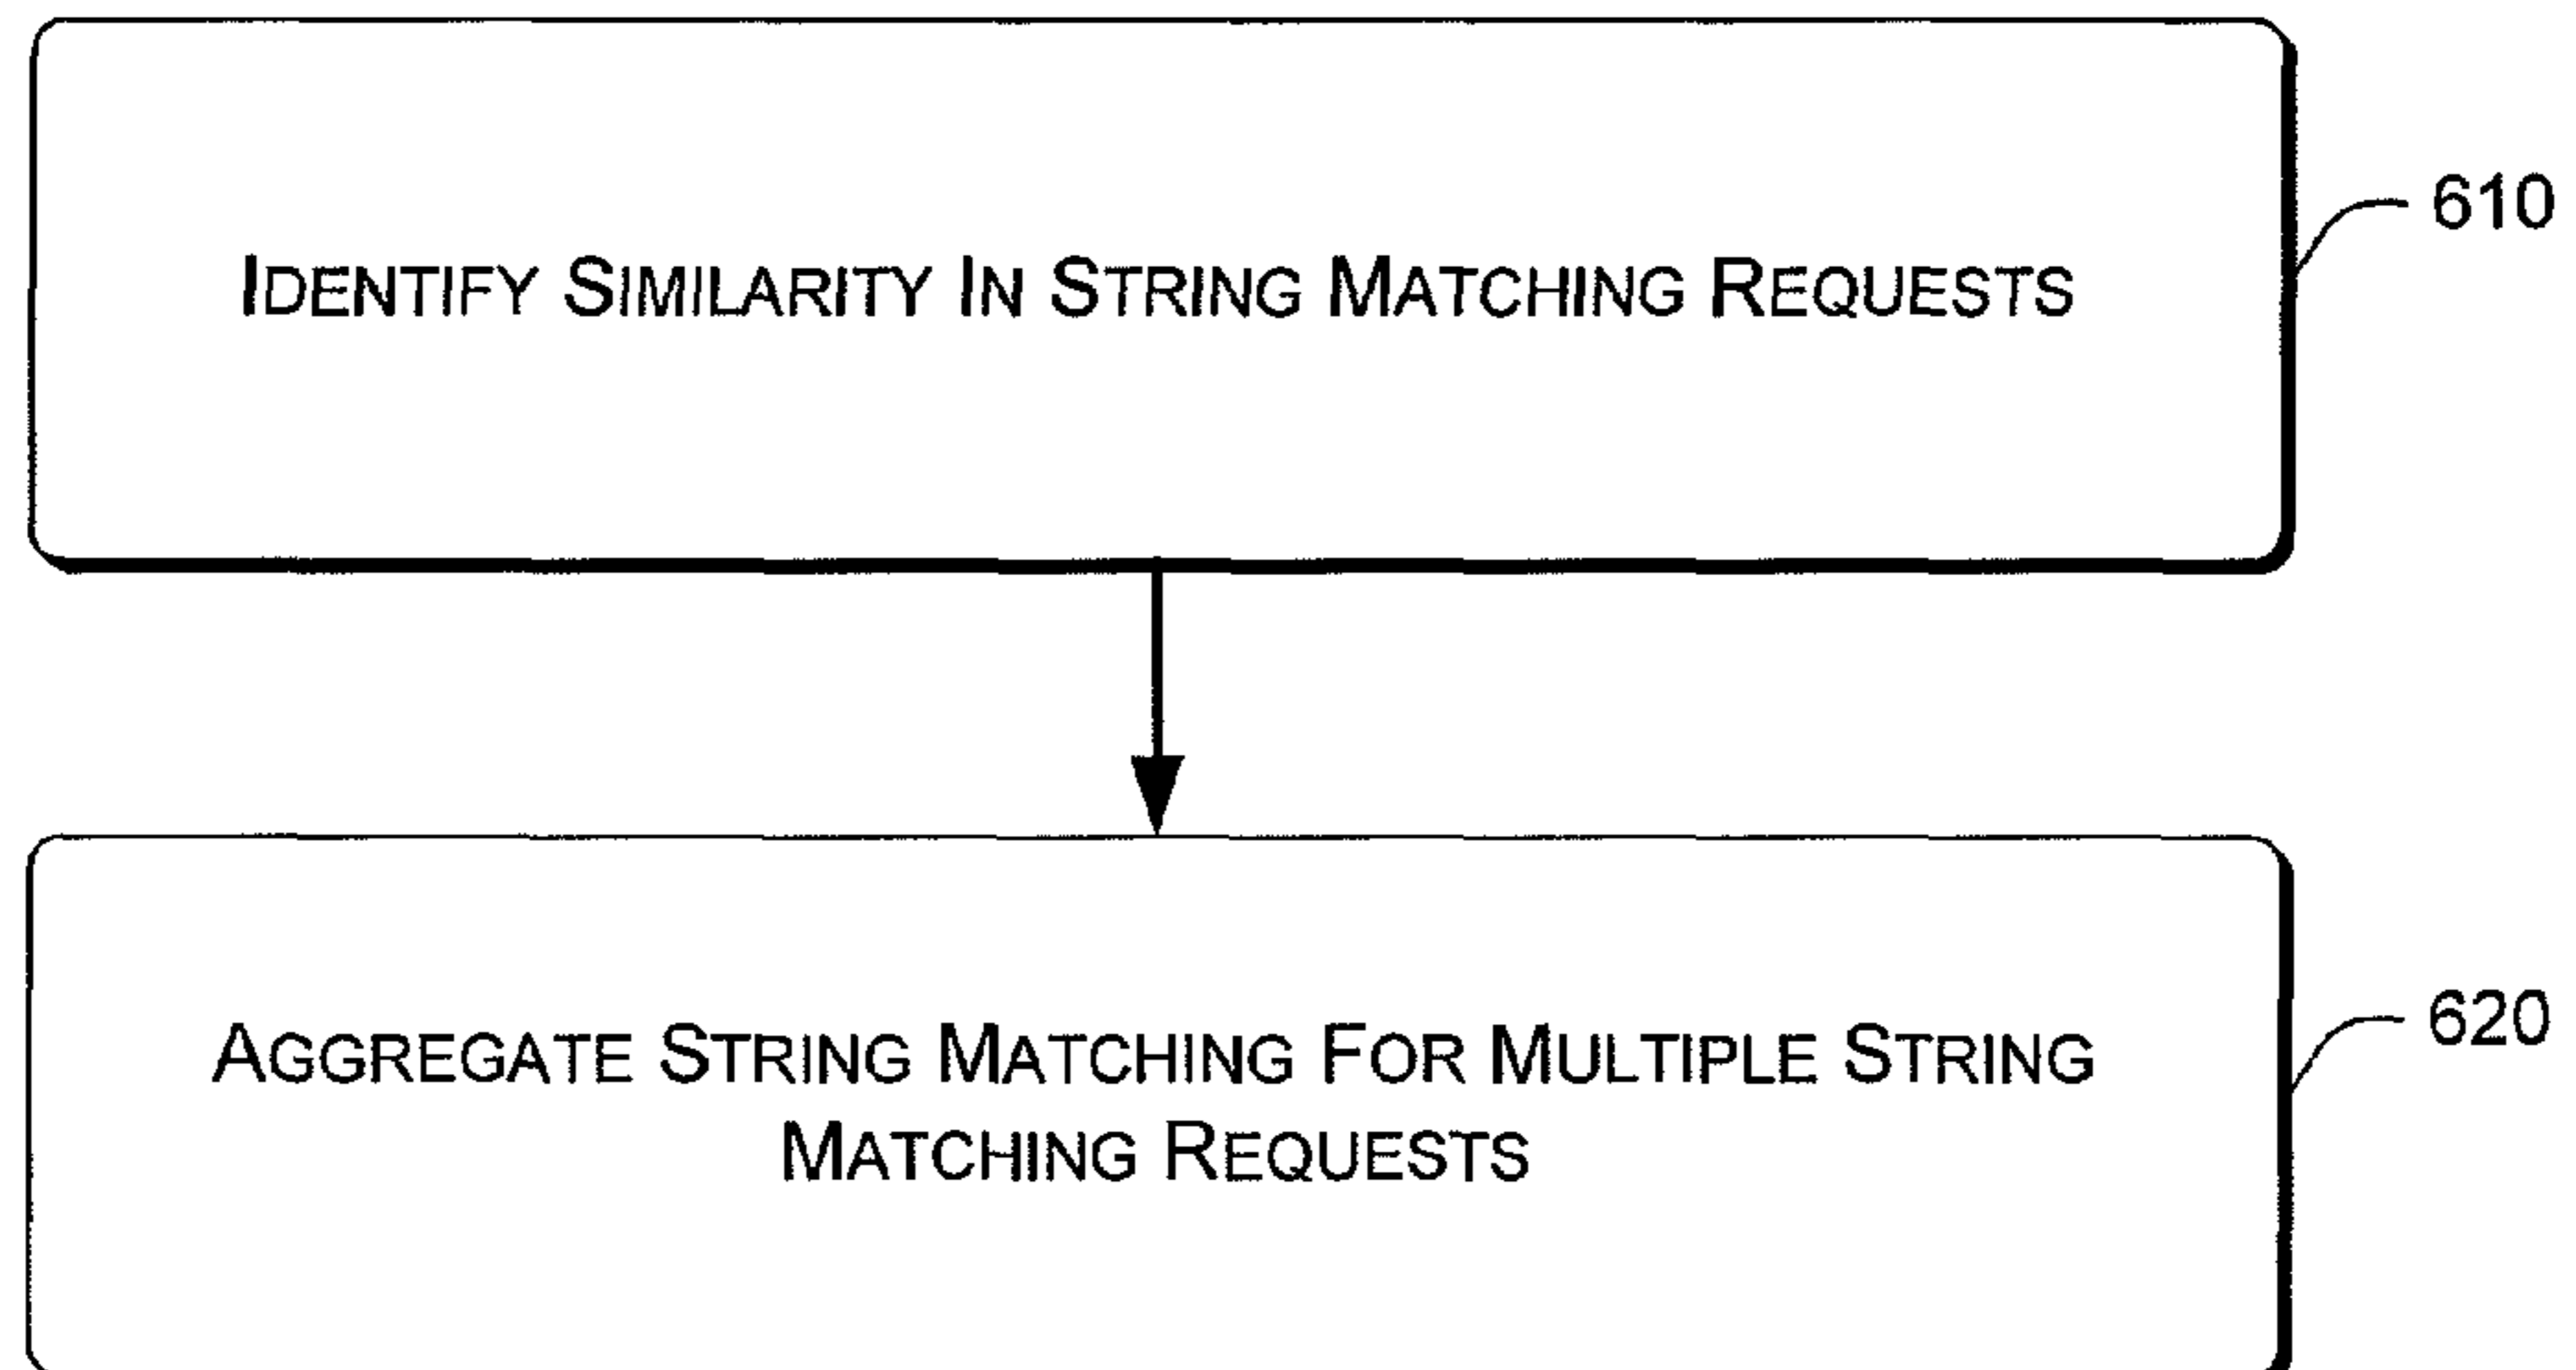 IDENTIFY SIMILARITY IN STRING MATCHING REQUESTS
610
AGGREGATE STRING MATCHING FOR MULTIPLE STRING
MATCHING REQUESTS
620